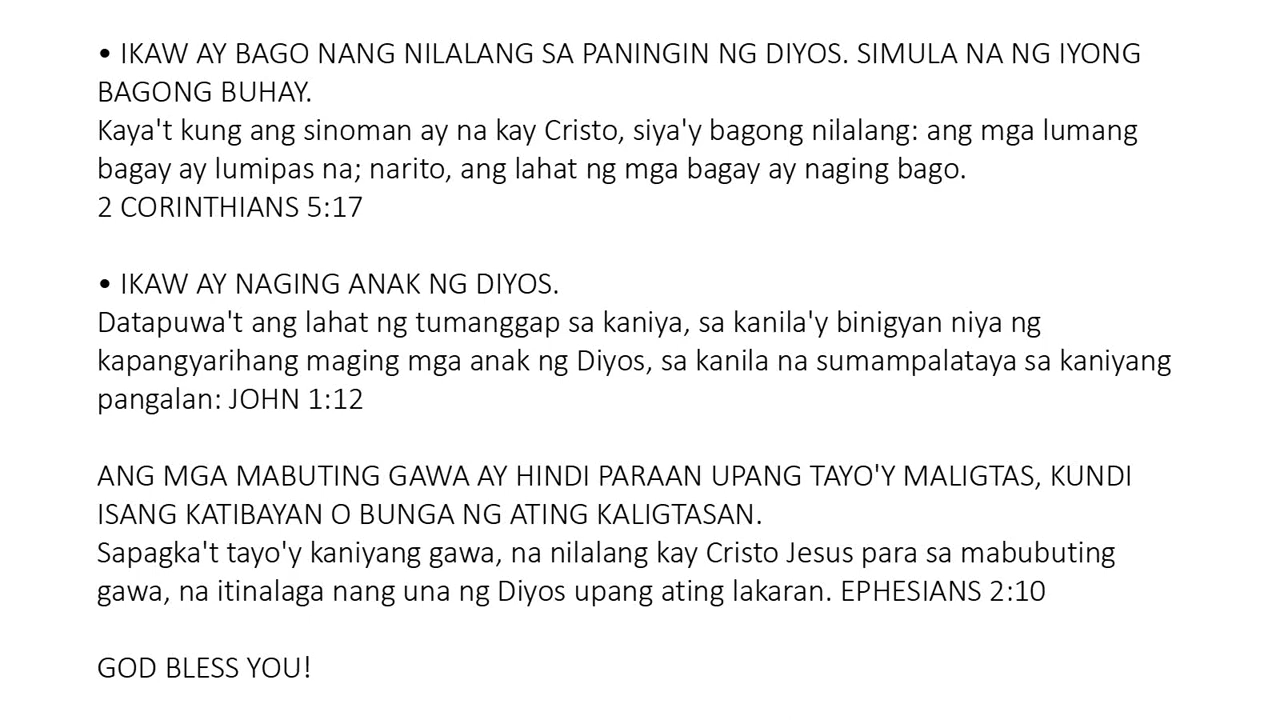 • IKAW AY BAGO NANG NILALANG SA PANINGIN NG DIYOS. SIMULA NA NG IYONG
BAGONG BUHAY.
Kaya't kung ang sinoman ay na kay Cristo, siya'y bagong nilalang: ang mga lumang
bagay ay lumipas na; narito, ang lahat ng mga bagay ay naging bago.
2 CORINTHIANS 5:17
• IKAW AY NAGING ANAK NG DIYOS.
Datapuwa't ang lahat ng tumanggap sa kaniya, sa kanila'y binigyan niya ng
kapangyarihang maging mga anak ng Diyos, sa kanila na sumampalataya sa kaniyang
pangalan: JOHN 1:12
ANG MGA MABUTING GAWA AY HINDI PARAAN UPANG TAYO'Y MALIGTAS, KUNDI
ISANG KATIBAYAN O BUNGA NG ATING KALIGTASAN.
Sapagka't tayo'y kaniyang gawa, na nilalang kay Cristo Jesus para sa mabubuting
gawa, na itinalaga nang una ng Diyos upang ating lakaran. EPHESIANS 2:10
GOD BLESS YOU!